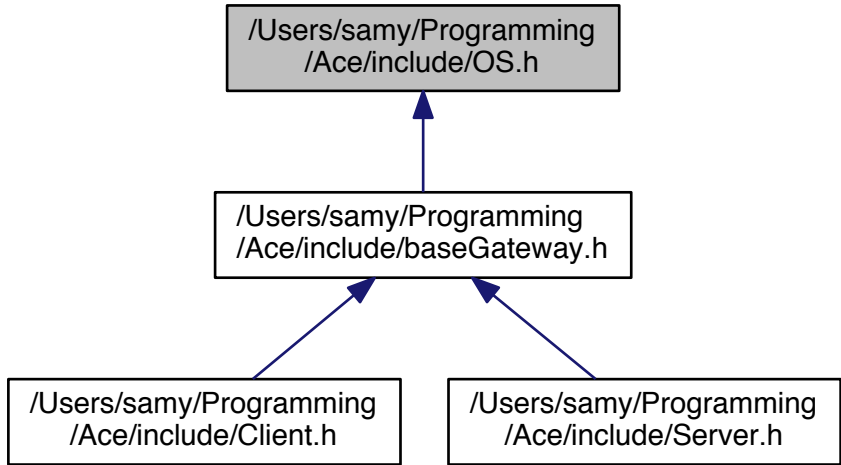 /Users/samy/Programming
/Ace/include/OS.h
/Users/samy/Programming
/Ace/include/baseGateway.h
/Users/samy/Programming
/Ace/include/Client.h
/Users/samy/Programming
/Ace/include/Server.h